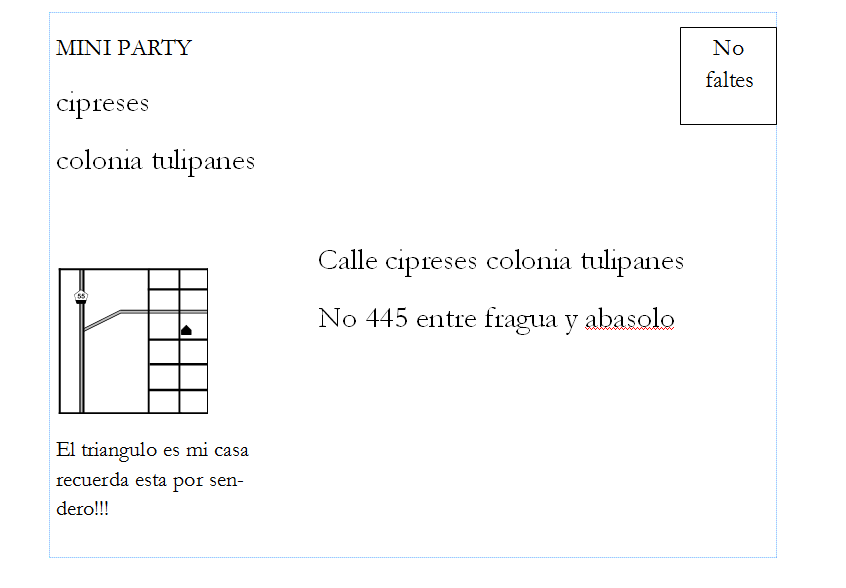 MINI PARTY
No
faltes
cipreses
colonia tulipanes
Calle cipreses colonia tulipanes
No 445 entre fragua y abasolo
55
El triangulo es mi casa
recuerda esta por sen-
dero!!!